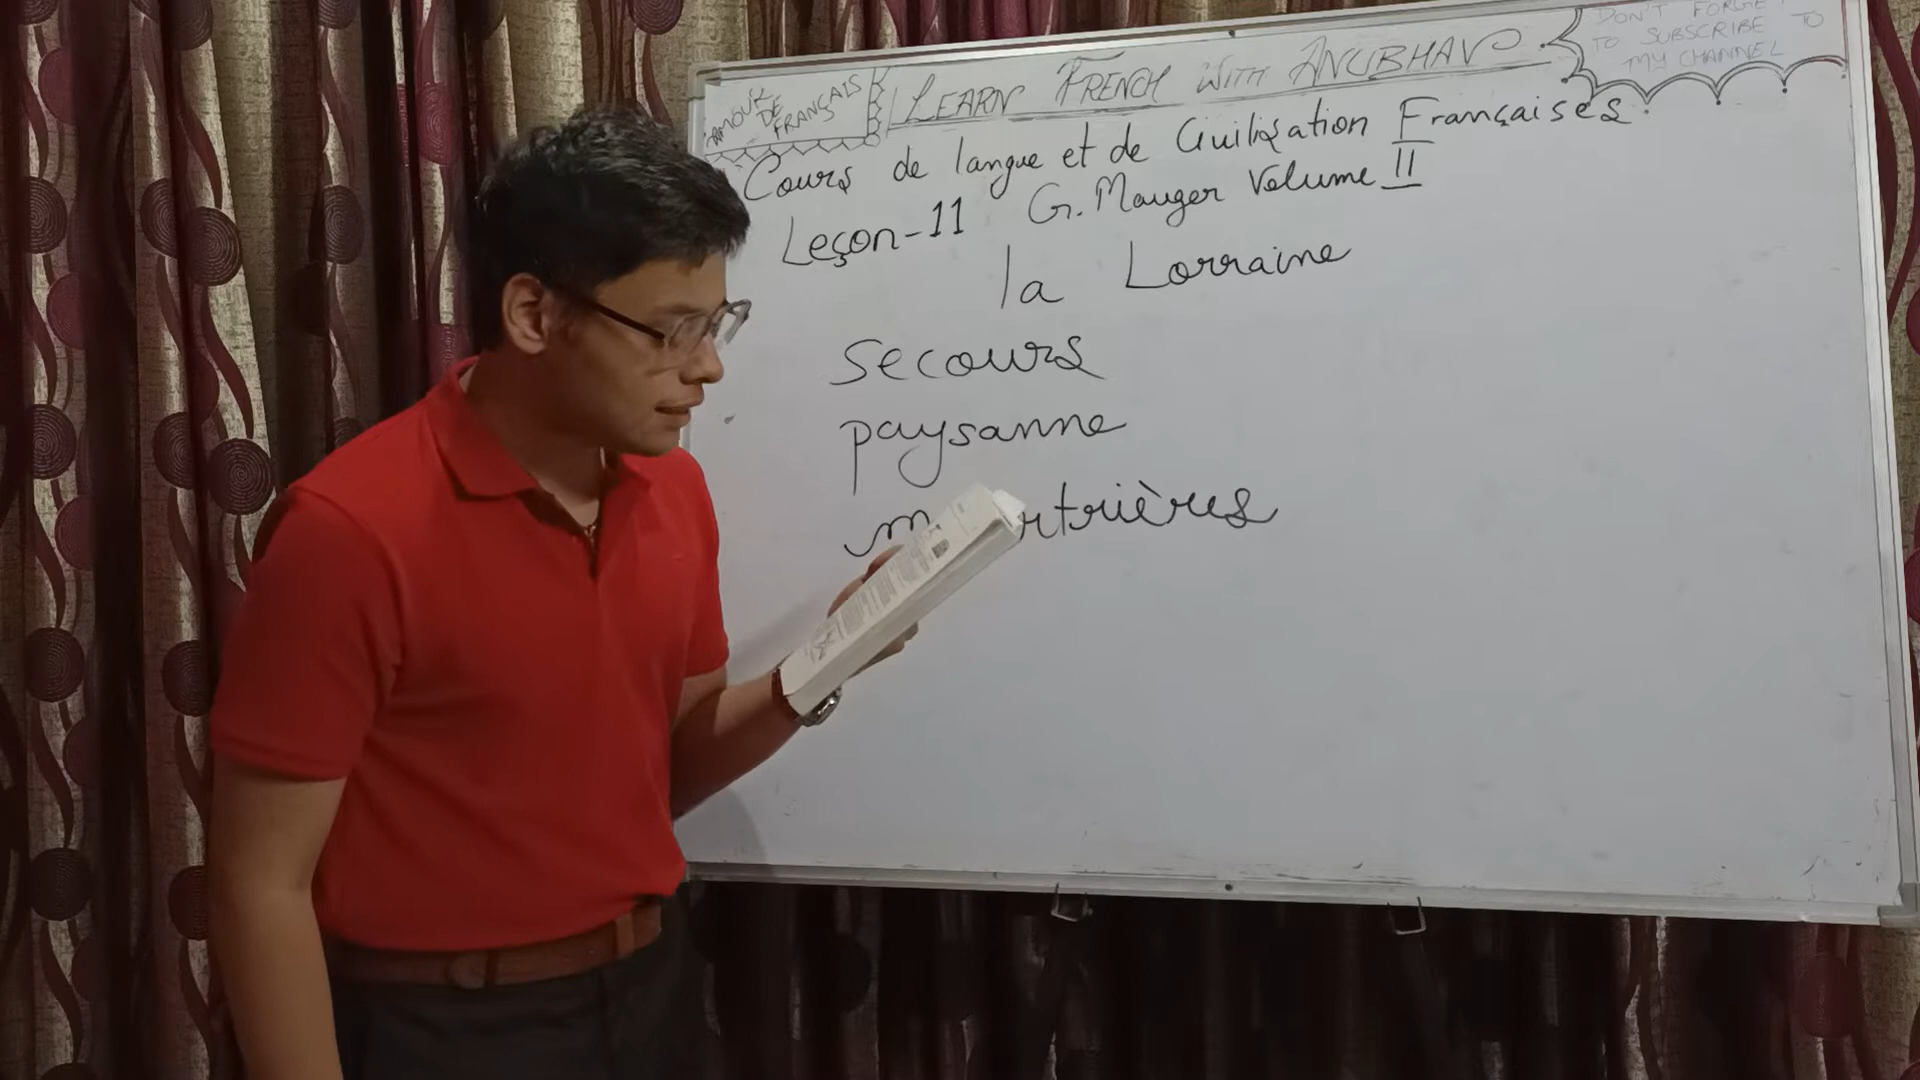 AMOUR
DE
FRANÇAIS
LEARN FRENCH WITH ANUBHAV
DON'T FORGET
TO SUBSCRIBE TO
MY CHANNEL
Cours de langue et de Civilisation Françaises.
Leçon-11 G. Mauger Volume II
la Lorraine
secours
paysanne